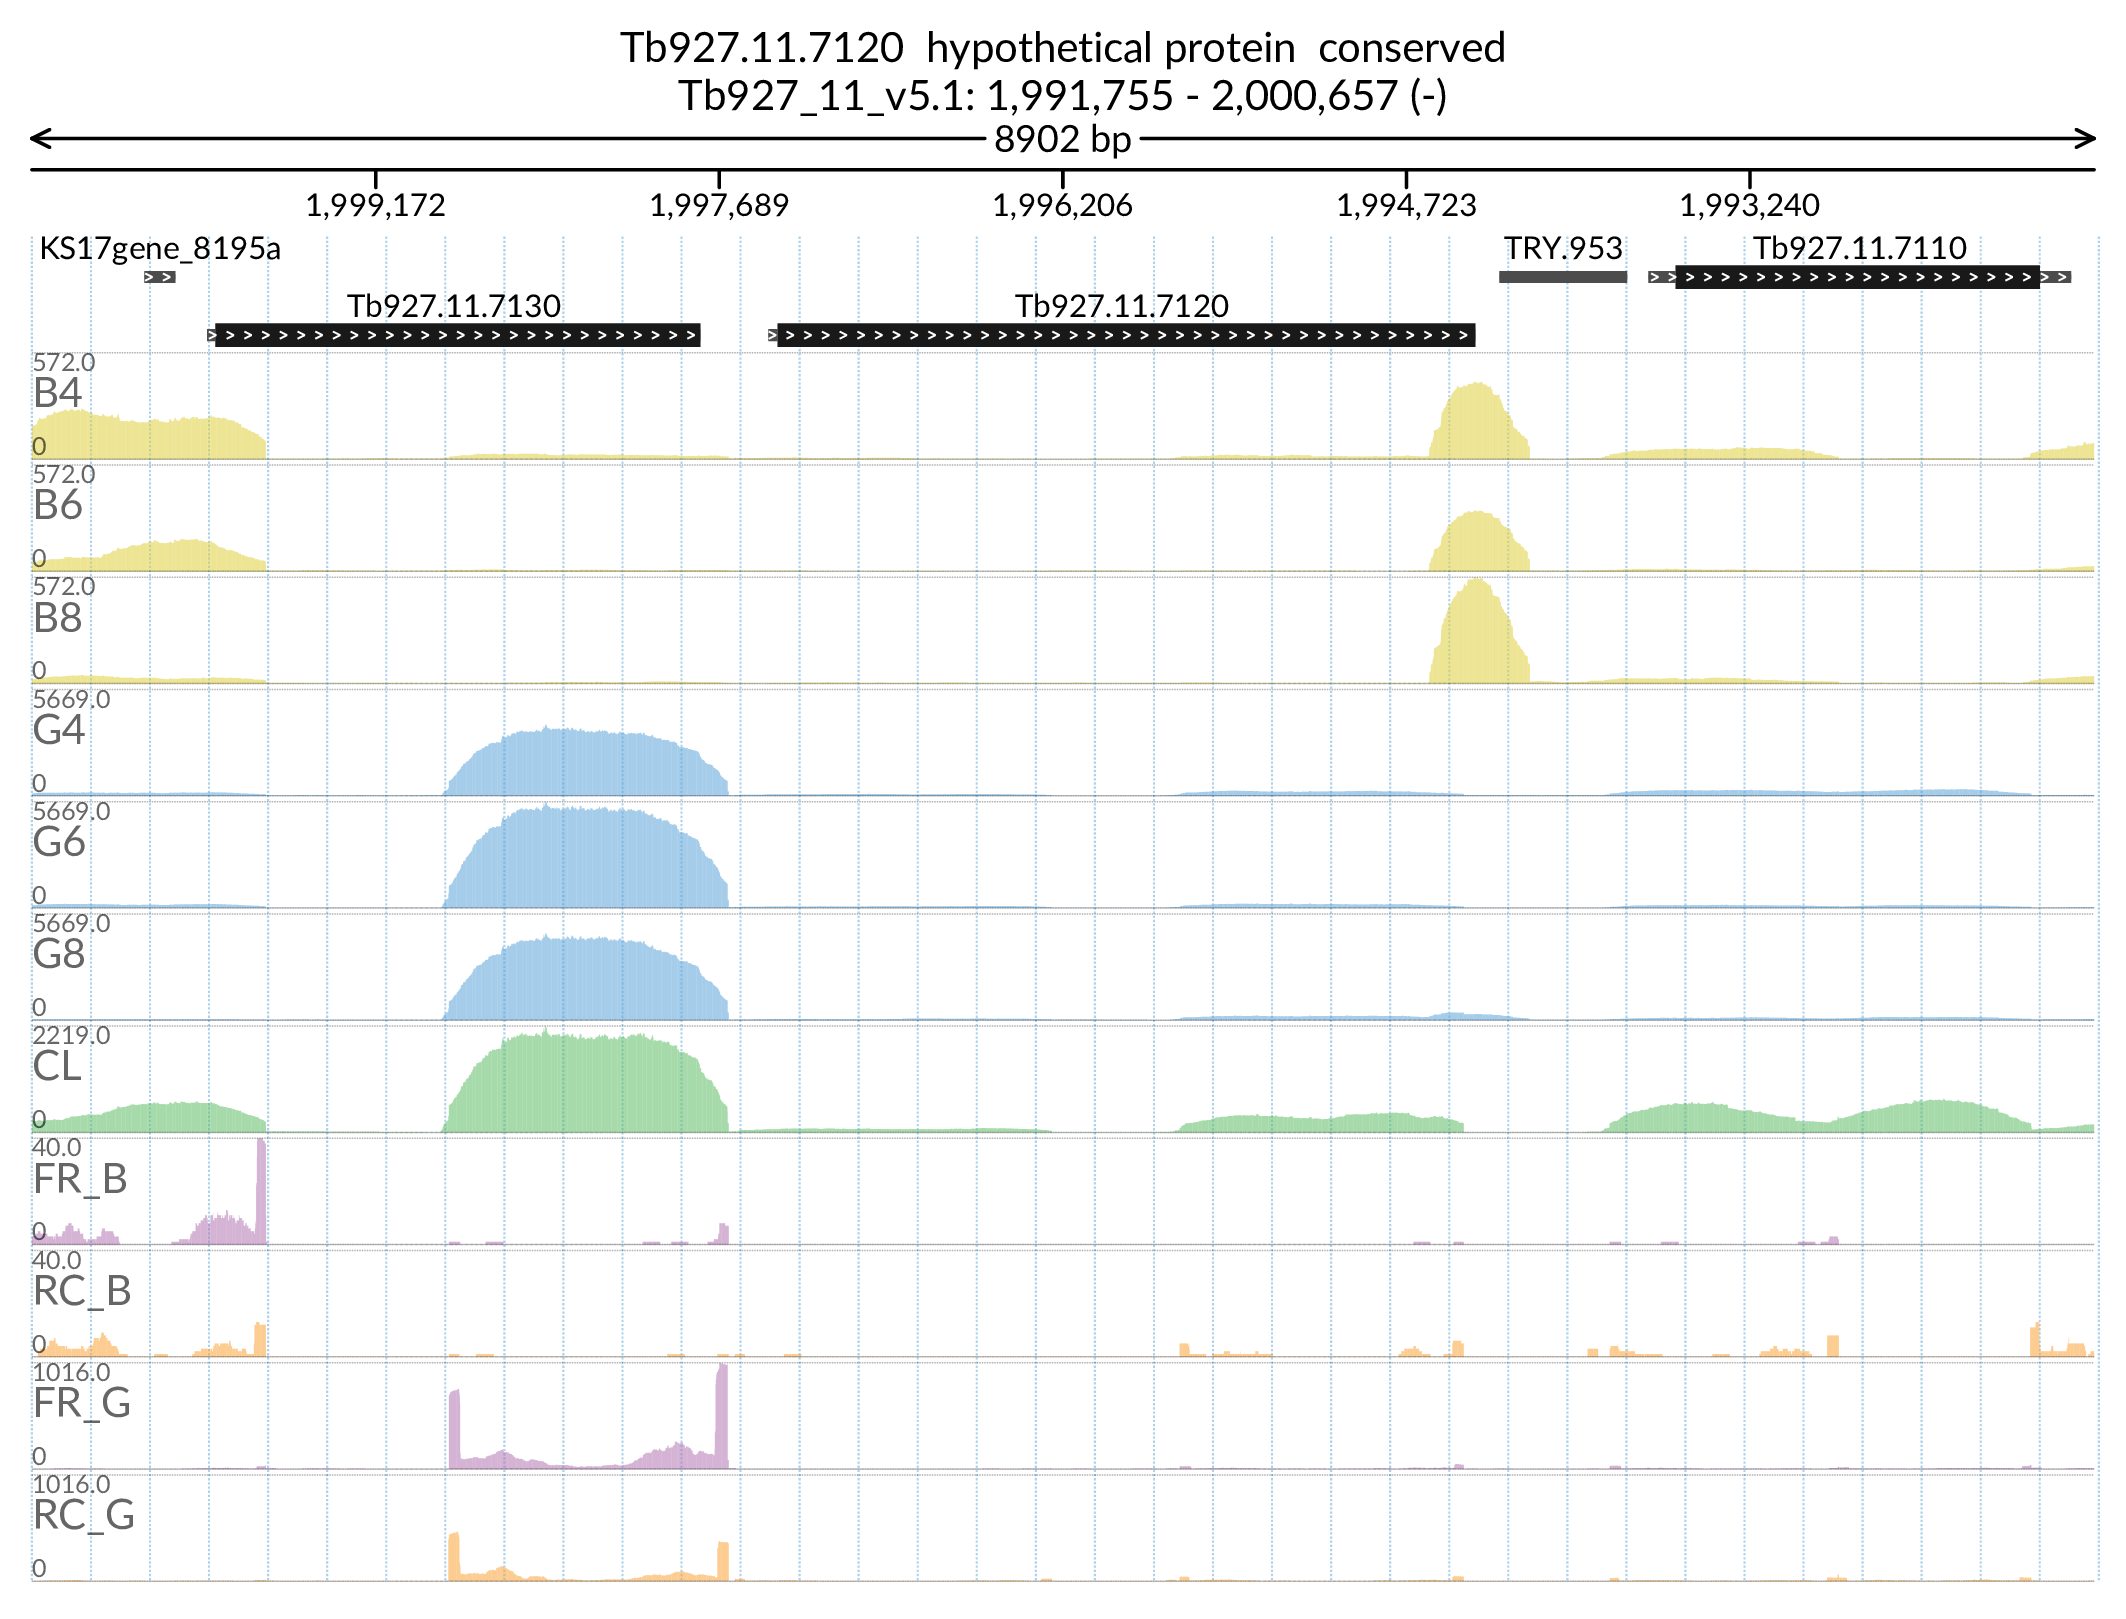 Tb927.11.7120 hypothetical protein conserved
Tb927_11_v5.1: 1,991,755 - 2,000,657 (-)
8902 bp
1,999,172 1,997,689 1,996,206 1,994,723 1,993,240
KS17gene_8195a TRY.953 Tb927.11.7110
Tb927.11.7130 Tb927.11.7120
572.0
B4
0
572.0
B6
0
572.0
B8
0
5669.0
G4
0
5669.0
G6
0
5669.0
G8
0
2219.0
CL
0
40.0
FR_B
0
40.0
RC_B
0
1016.0
FR_G
0
1016.0
RC_G
0